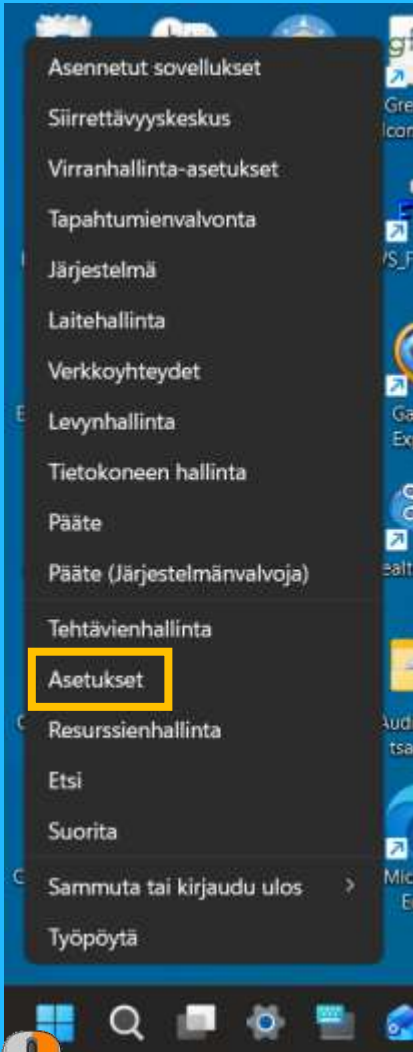 Asennetut sovellukset
Siirrettävyyskeskus
Virranhallinta-asetukset
Tapahtumienvalvonta
Järjestelmä
Laitehallinta
Verkkoyhteydet
Levynhallinta
Tietokoneen hallinta
Pääte
Pääte (Järjestelmänvalvoja)
Tehtävienhallinta
Asetukset
Resurssienhallinta
Etsi
Suorita
Sammuta tai kirjaudu ulos
Työpöytä